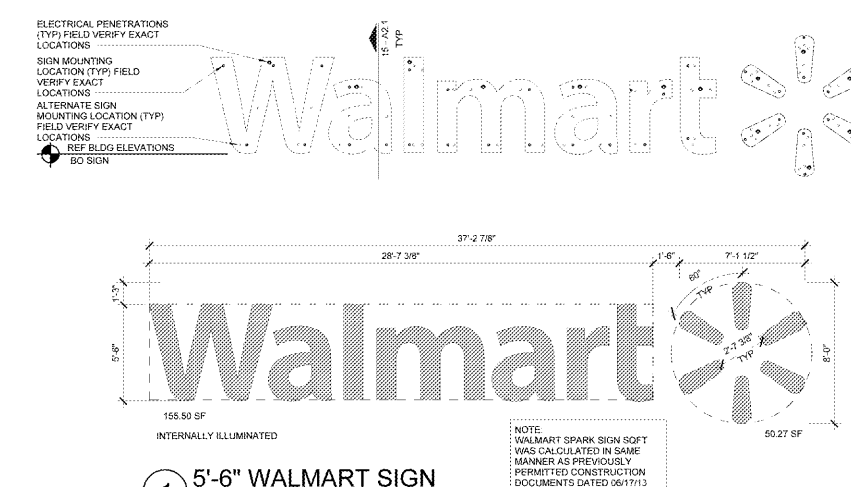 ELECTRICAL PENETRATIONS
(TYP) FIELD VERIFY EXACT
LOCATIONS
SIGN MOUNTING
LOCATION (TYP) FIELD
VERIFY EXACT
LOCATIONS
ALTERNATE SIGN
MOUNTING LOCATION (TYP)
FIELD VERIFY EXACT
LOCATIONS
REF BLDG ELEVATIONS
BO SIGN
15 - A2.1
TYP
Walmart
37'-2 7/8"
28'-7 3/8"
1'-6"
7'-1 1/2"
60°
TYP
1'-3"
5'-6"
Walmart
2'-7 3/8"
TYP
8'-0"
155.50 SF
50.27 SF
INTERNALLY ILLUMINATED
NOTE:
WALMART SPARK SIGN SQFT
WAS CALCULATED IN SAME
MANNER AS PREVIOUSLY
PERMITTED CONSTRUCTION
DOCUMENTS DATED 06/17/13
5'-6" WALMART SIGN